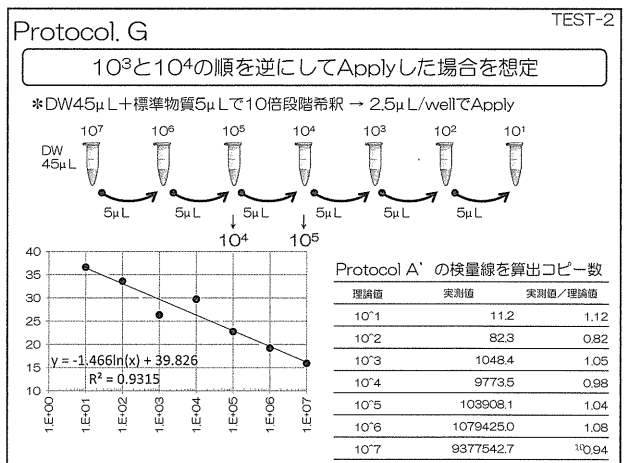 TEST-2
Protocol. G
10³と10⁴の順を逆にしてApplyした場合を想定
*DW45μL+標準物質5μLで10倍段階希釈 → 2.5μL/wellでApply
10⁷ 10⁶ 10⁵ 10⁴ 10³ 10² 10¹
DW
45μL
5μL 5μL 5μL 5μL 5μL 5μL
↓ ↓
10⁴ 10⁵
40
35
30
25
20
15
10
y = -1.466ln(x) + 39.826
R² = 0.9315
1.E+00 1.E+01 1.E+02 1.E+03 1.E+04 1.E+05 1.E+06 1.E+07
Protocol A’の検量線を算出コピー数
理論値 実測値 実測値/理論値
10^1 11.2 1.12
10^2 82.3 0.82
10^3 1048.4 1.05
10^4 9773.5 0.98
10^5 103908.1 1.04
10^6 1079425.0 1.08
10^7 9377542.7 10 0.94